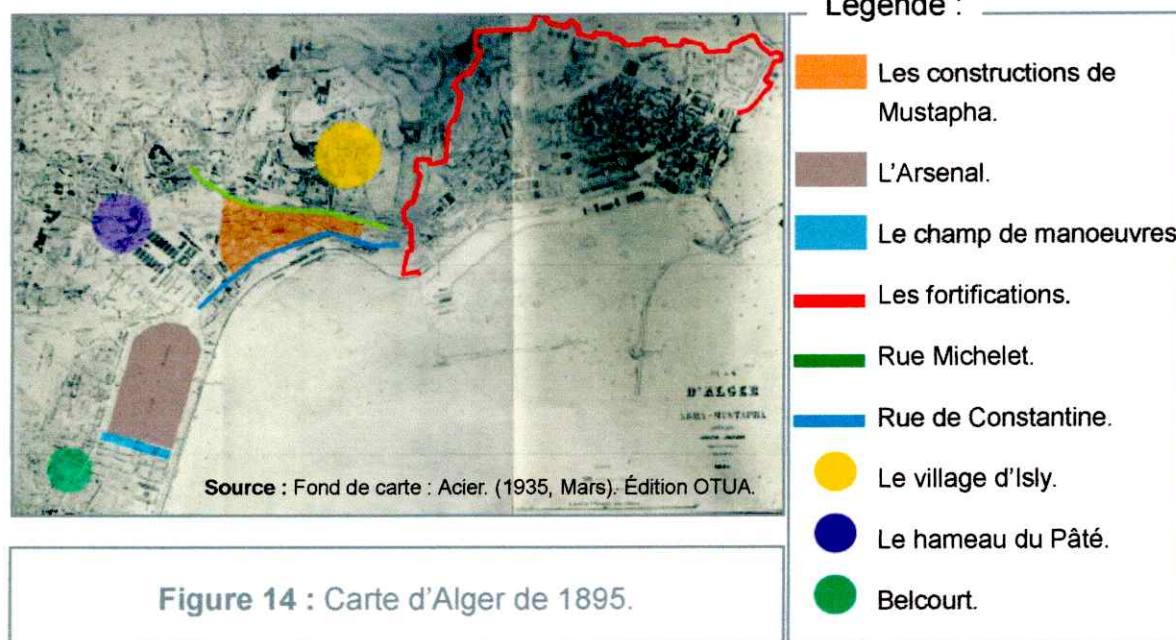 Légende :
Les constructions de
Mustapha.
L'Arsenal.
Le champ de manoeuvres
Les fortifications.
Rue Michelet.
Rue de Constantine.
Le village d'Isly.
Le hameau du Pâté.
Belcourt.
D'ALGER
Source : Fond de carte : Acier. (1935, Mars). Édition OTUA.
Figure 14 : Carte d'Alger de 1895.